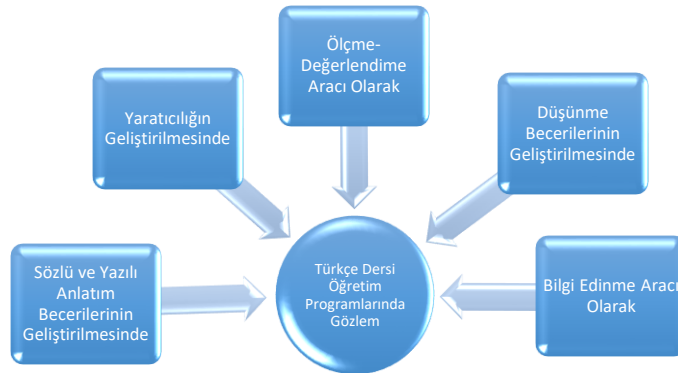 Ölçme-
Değerlendime
Aracı Olarak
Yaratıcılığın
Geliştirilmesinde
Düşünme
Becerilerinin
Geliştirilmesinde
Sözlü ve Yazılı
Anlatım
Becerilerinin
Geliştirilmesinde
Türkçe Dersi
Öğretim
Programlarında
Gözlem
Bilgi Edinme Aracı
Olarak